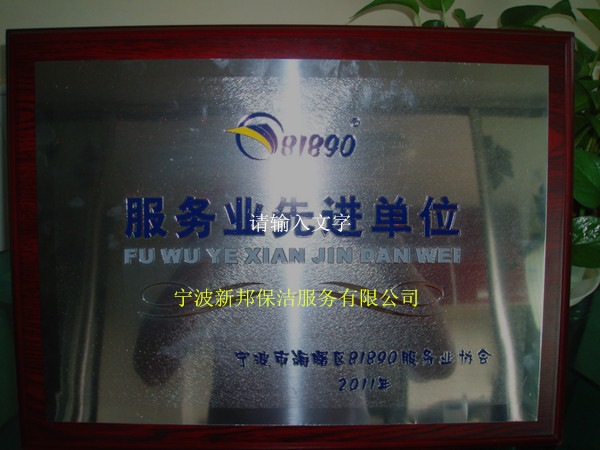 81890®
服务业先进单位
请输入文字
FU WU YE XIAN JIN DAN WEI
宁波新邦保洁服务有限公司
宁波市海曙区81890服务业协会
2011年